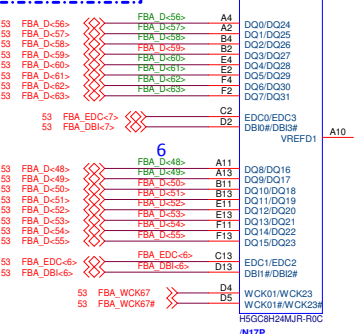 53 FBA_D<56> FBA_D<56> A4 DQ0/DQ24
53 FBA_D<57> FBA_D<57> A2 DQ1/DQ25
53 FBA_D<58> FBA_D<58> B4 DQ2/DQ26
53 FBA_D<59> FBA_D<59> B2 DQ3/DQ27
53 FBA_D<60> FBA_D<60> E4 DQ4/DQ28
53 FBA_D<61> FBA_D<61> E2 DQ5/DQ29
53 FBA_D<62> FBA_D<62> F4 DQ6/DQ30
53 FBA_D<63> FBA_D<63> F2 DQ7/DQ31
53 FBA_EDC<7> C2 EDC0/EDC3
53 FBA_DBI<7> D2 DBI0#/DBI3#
VREFD1 A10
6
53 FBA_D<48> FBA_D<48> A11 DQ8/DQ16
53 FBA_D<49> FBA_D<49> A13 DQ9/DQ17
53 FBA_D<50> FBA_D<50> B11 DQ10/DQ18
53 FBA_D<51> FBA_D<51> B13 DQ11/DQ19
53 FBA_D<52> FBA_D<52> E11 DQ12/DQ20
53 FBA_D<53> FBA_D<53> E13 DQ13/DQ21
53 FBA_D<54> FBA_D<54> F11 DQ14/DQ22
53 FBA_D<55> FBA_D<55> F13 DQ15/DQ23
53 FBA_EDC<6> FBA_EDC<6> C13 EDC1/EDC2
53 FBA_DBI<6> FBA_DBI<6> D13 DBI1#/DBI2#
53 FBA_WCK67 D4 WCK01/WCK23
53 FBA_WCK67# D5 WCK01#/WCK23#
H5GC8H24MJR-R0C
/N17P